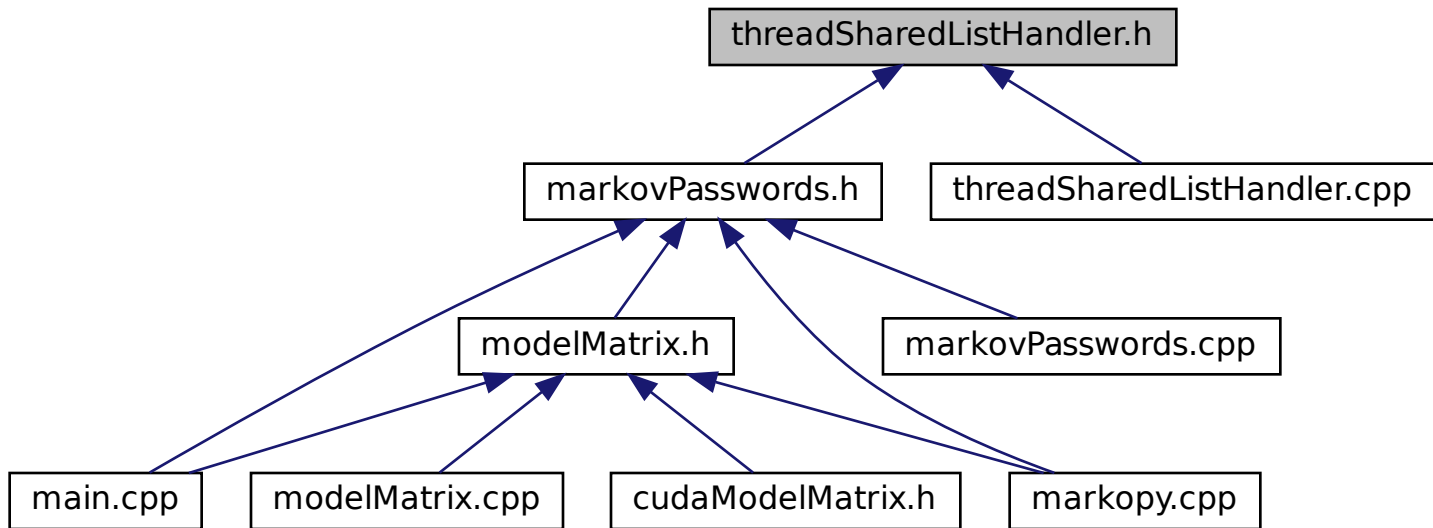 threadSharedListHandler.h
markovPasswords.h
threadSharedListHandler.cpp
modelMatrix.h
markovPasswords.cpp
main.cpp
modelMatrix.cpp
cudaModelMatrix.h
markopy.cpp